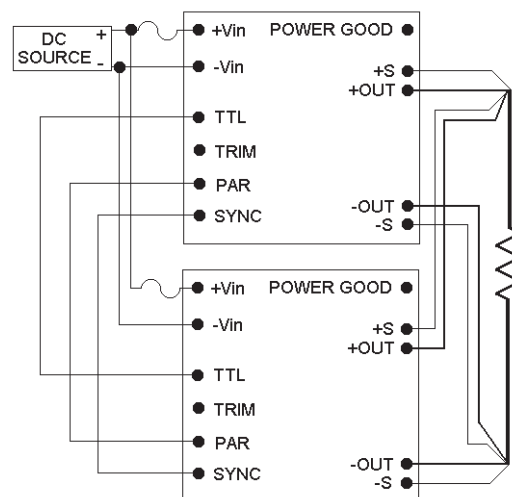 DC +
SOURCE -
+Vin POWER GOOD
-Vin
+S
+OUT
TTL
TRIM
PAR
-OUT
SYNC
-S
+Vin POWER GOOD
-Vin
+S
+OUT
TTL
TRIM
PAR
-OUT
SYNC
-S